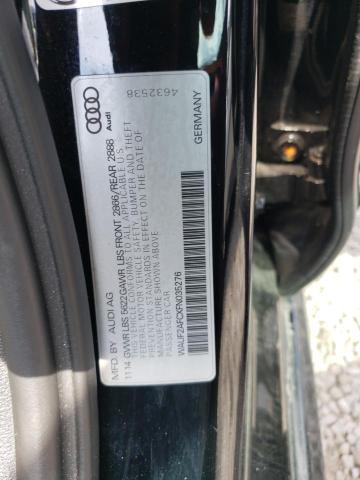 Audi
46325538
MFD. BY AUDI AG
11 14 GVWR LBS 5622 GAWR LBS FRONT 2866/REAR 2888
THIS VEHICLE CONFORMS TO ALL APPLICABLE U S
FEDERAL MOTOR VEHICLE SAFETY, BUMPER AND THEFT
PREVENTION STANDARDS IN EFFECT ON THE DATE OF
MANUFACTURE SHOWN ABOVE
PASSENGER CAR
WAUF2AFCXFN035276
GERMANY